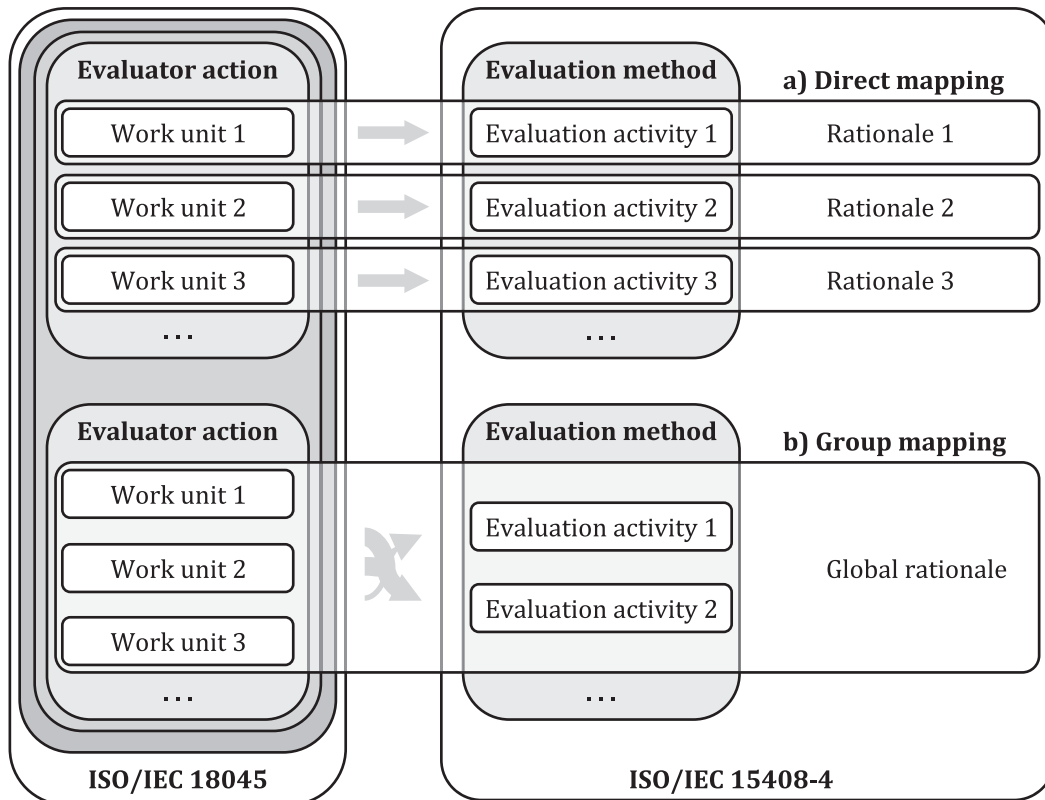 Evaluator action
Evaluation method
a) Direct mapping
Work unit 1
Evaluation activity 1
Rationale 1
Work unit 2
Evaluation activity 2
Rationale 2
Work unit 3
Evaluation activity 3
Rationale 3
...
...
Evaluator action
Evaluation method
b) Group mapping
Work unit 1
Work unit 2
Work unit 3
...
Evaluation activity 1
Evaluation activity 2
...
Global rationale
ISO/IEC 18045
ISO/IEC 15408-4